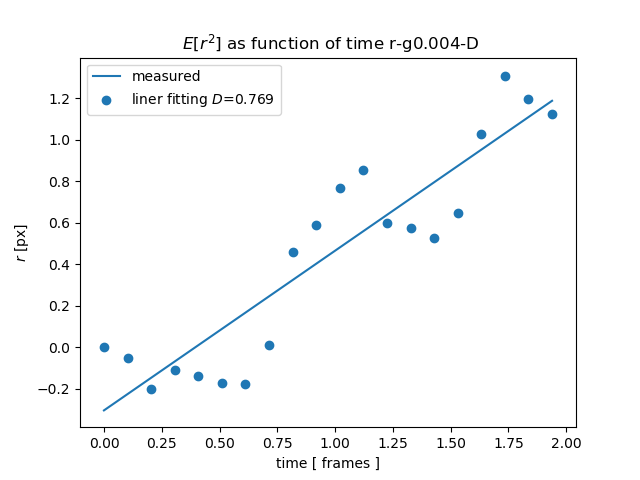 E[r²] as function of time r-g0.004-D
measured
liner fitting D=0.769
1.2
1.0
0.8
0.6
0.4
0.2
0.0
−0.2
r [px]
0.00 0.25 0.50 0.75 1.00 1.25 1.50 1.75 2.00
time [ frames ]